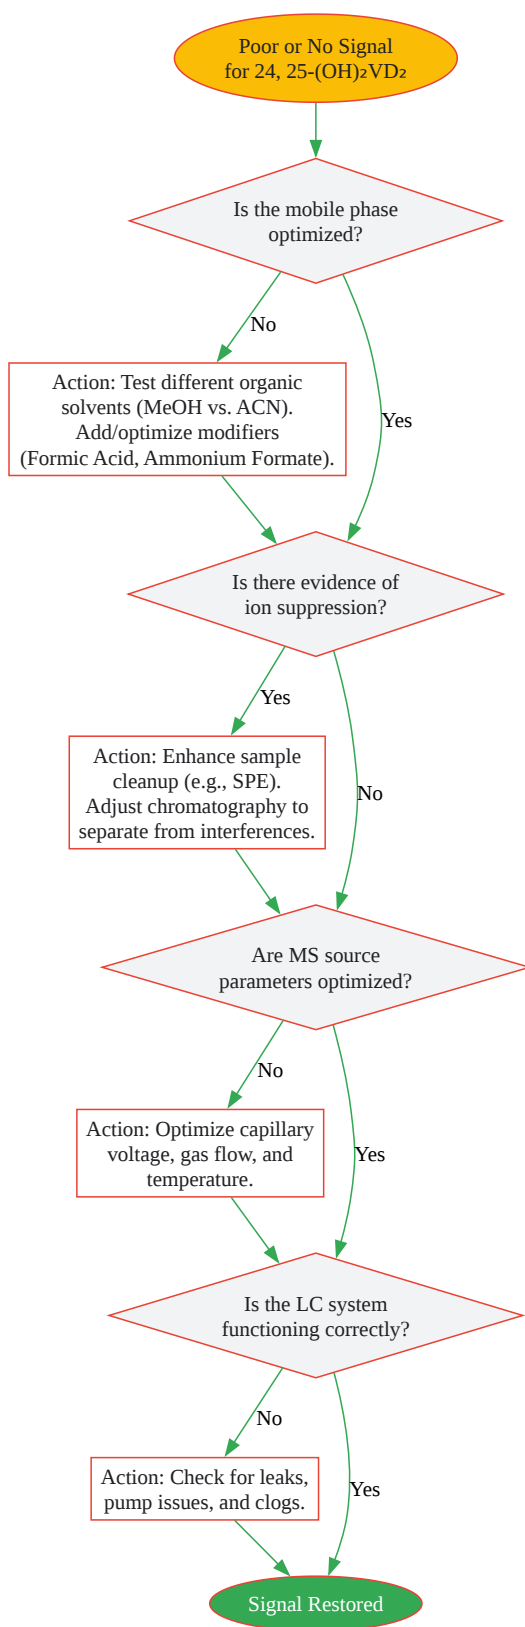 Poor or No Signal
for 24, 25-(OH)₂VD₂
Is the mobile phase
optimized?
No
Yes
Action: Test different organic
solvents (MeOH vs. ACN).
Add/optimize modifiers
(Formic Acid, Ammonium Formate).
Is there evidence of
ion suppression?
Yes
No
Action: Enhance sample
cleanup (e.g., SPE).
Adjust chromatography to
separate from interferences.
Are MS source
parameters optimized?
No
Yes
Action: Optimize capillary
voltage, gas flow, and
temperature.
Is the LC system
functioning correctly?
No
Yes
Action: Check for leaks,
pump issues, and clogs.
Signal Restored